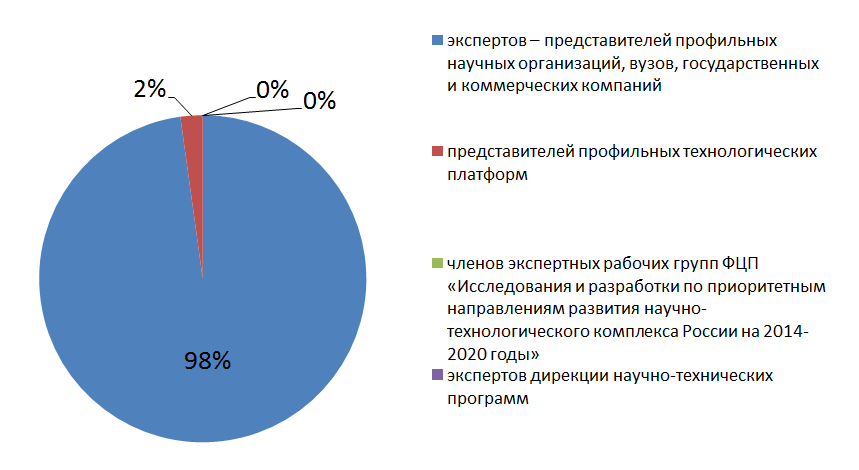 экспертов – представителей профильных
научных организаций, вузов, государственных
и коммерческих компаний
2%
0%
0%
представителей профильных технологических
платформ
членов экспертных рабочих групп ФЦП
«Исследования и разработки по приоритетным
направлениям развития научно-
технологического комплекса России на 2014-
2020 годы»
98%
экспертов дирекции научно-технических
программ